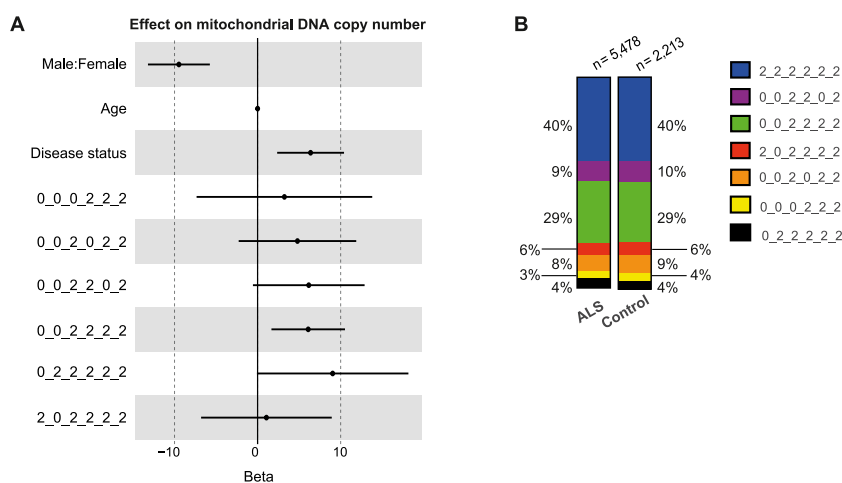 A
Effect on mitochondrial DNA copy number
Male:Female
Age
Disease status
0_0_0_2_2_2
0_0_2_0_2_2
0_0_2_2_0_2
0_0_2_2_2_2
0_2_2_2_2_2
2_0_2_2_2_2
−10
0
10
Beta
B
n= 5,478
n= 2,213
40%
40%
9%
10%
29%
29%
6%
6%
8%
9%
3%
4%
4%
4%
ALS
Control
2_2_2_2_2_2
0_0_2_2_0_2
0_0_2_2_2_2
2_0_2_2_2_2
0_0_2_0_2_2
0_0_0_2_2_2
0_2_2_2_2_2